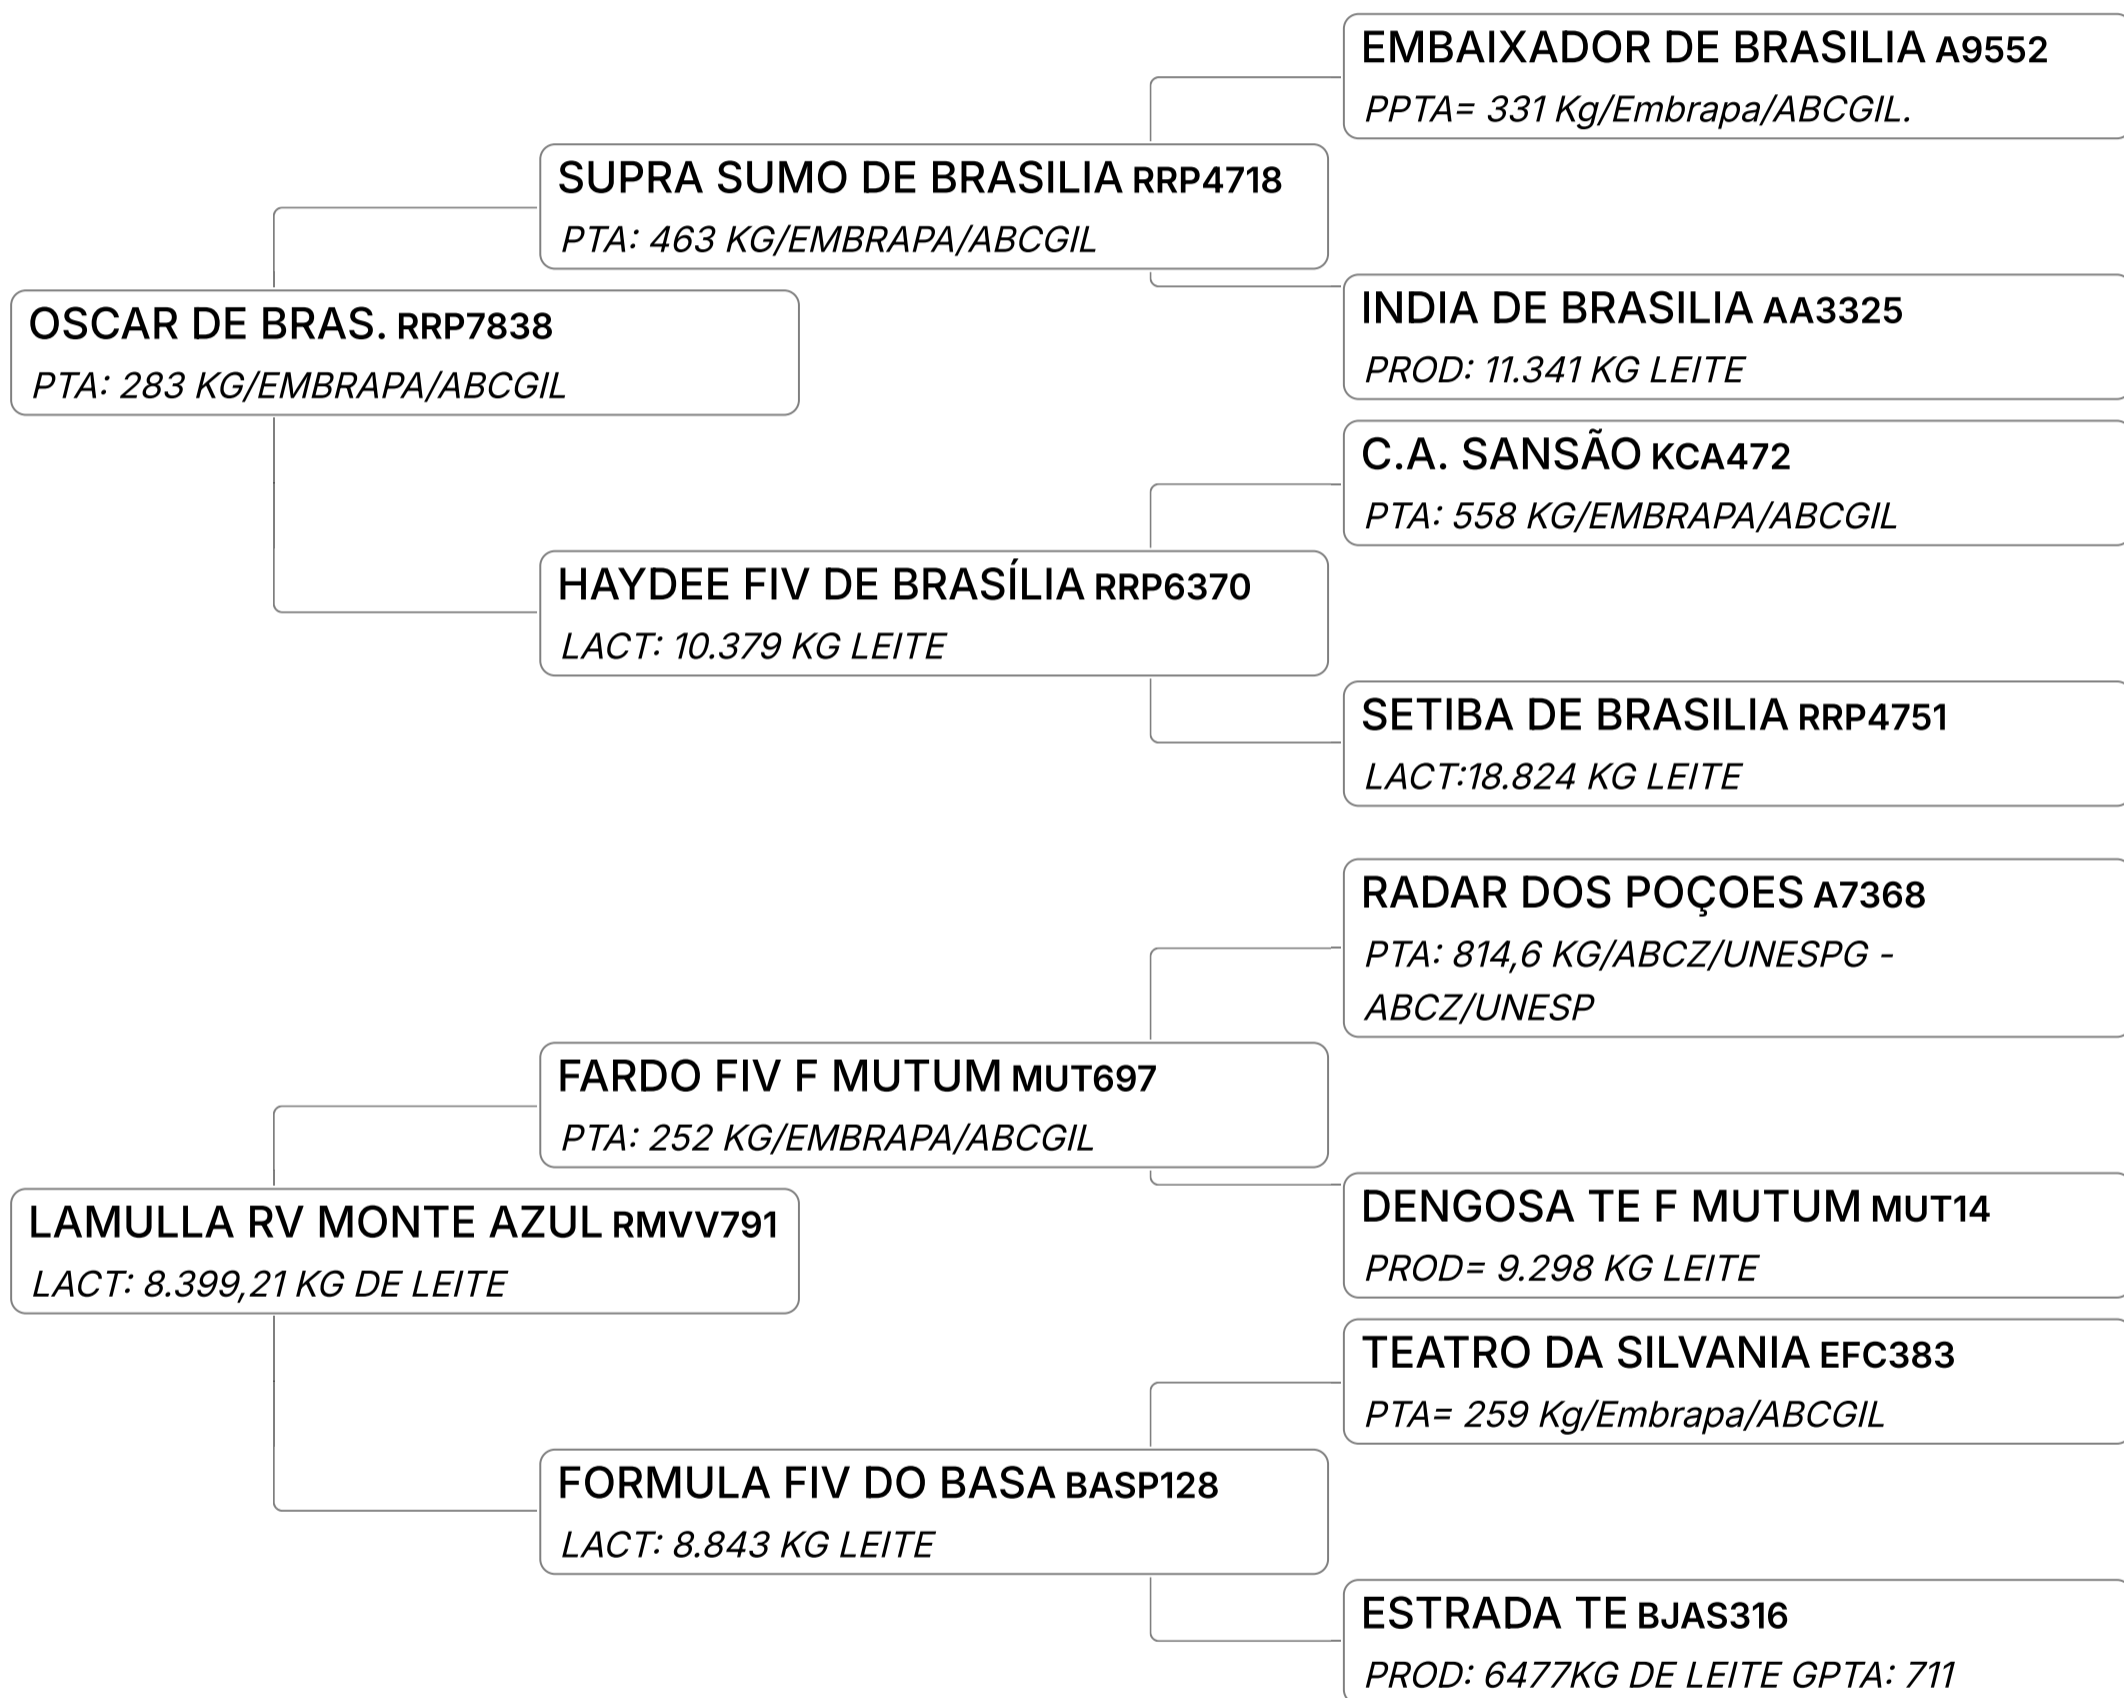 EMBAIXADOR DE BRASILIA A9552
PPTA= 331 Kg/Embrapa/ABCGIL.
SUPRA SUMO DE BRASILIA RRP4718
PTA: 463 KG/EMBRAPA/ABCGIL
INDIA DE BRASILIA AA3325
PROD: 11.341 KG LEITE
OSCAR DE BRAS. RRP7838
PTA: 283 KG/EMBRAPA/ABCGIL
C.A. SANSÃO KCA472
PTA: 558 KG/EMBRAPA/ABCGIL
HAYDEE FIV DE BRASÍLIA RRP6370
LACT: 10.379 KG LEITE
SETIBA DE BRASILIA RRP4751
LACT:18.824 KG LEITE
RADAR DOS POÇOES A7368
PTA: 814,6 KG/ABCZ/UNESPG -
ABCZ/UNESP
FARDO FIV F MUTUM MUT697
PTA: 252 KG/EMBRAPA/ABCGIL
DENGOSA TE F MUTUM MUT14
PROD= 9.298 KG LEITE
LAMULLA RV MONTE AZUL RMVV791
LACT: 8.399,21 KG DE LEITE
TEATRO DA SILVANIA EFC383
PTA= 259 Kg/Embrapa/ABCGIL
FORMULA FIV DO BASA BASP128
LACT: 8.843 KG LEITE
ESTRADA TE BJAS316
PROD: 6477KG DE LEITE GPTA: 711